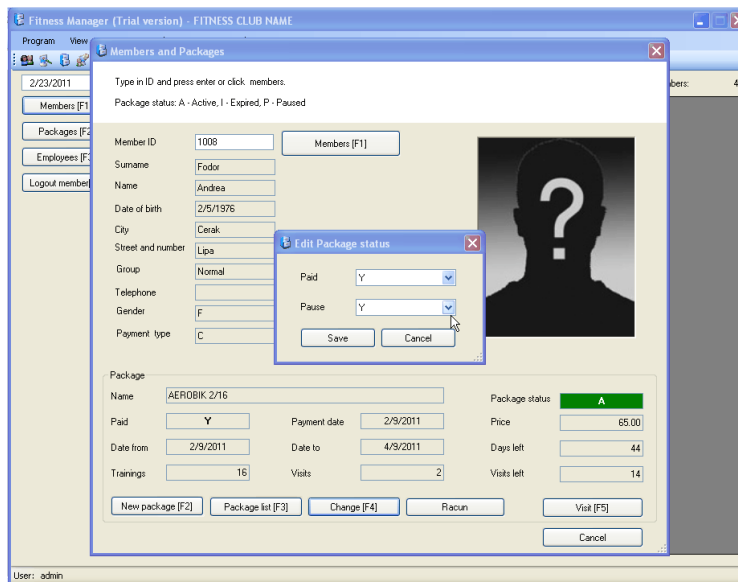 Fitness Manager (Trial version) - FITNESS CLUB NAME
Program View
2/23/2011
Members [F1
Packages [F2
Employees [F3
Logout member[
bers: 4
Members and Packages
Type in ID and press enter or click members.
Package status: A - Active, I - Expired, P - Paused
Member ID 1008 Members [F1]
Surname Fodor
Name Andrea
Date of birth 2/5/1976
City Cerak
Street and number Lipa
Group Normal
Telephone
Gender F
Payment type C
Edit Package status
Paid Y
Pause Y
Save Cancel
Package
Name AEROBIK 2/16 Package status A
Paid Y Payment date 2/9/2011 Price 65.00
Date from 2/9/2011 Date to 4/9/2011 Days left 44
Trainings 16 Visits 2 Visits left 14
New package [F2] Package list [F3] Change [F4] Racun Visit [F5]
Cancel
User: admin